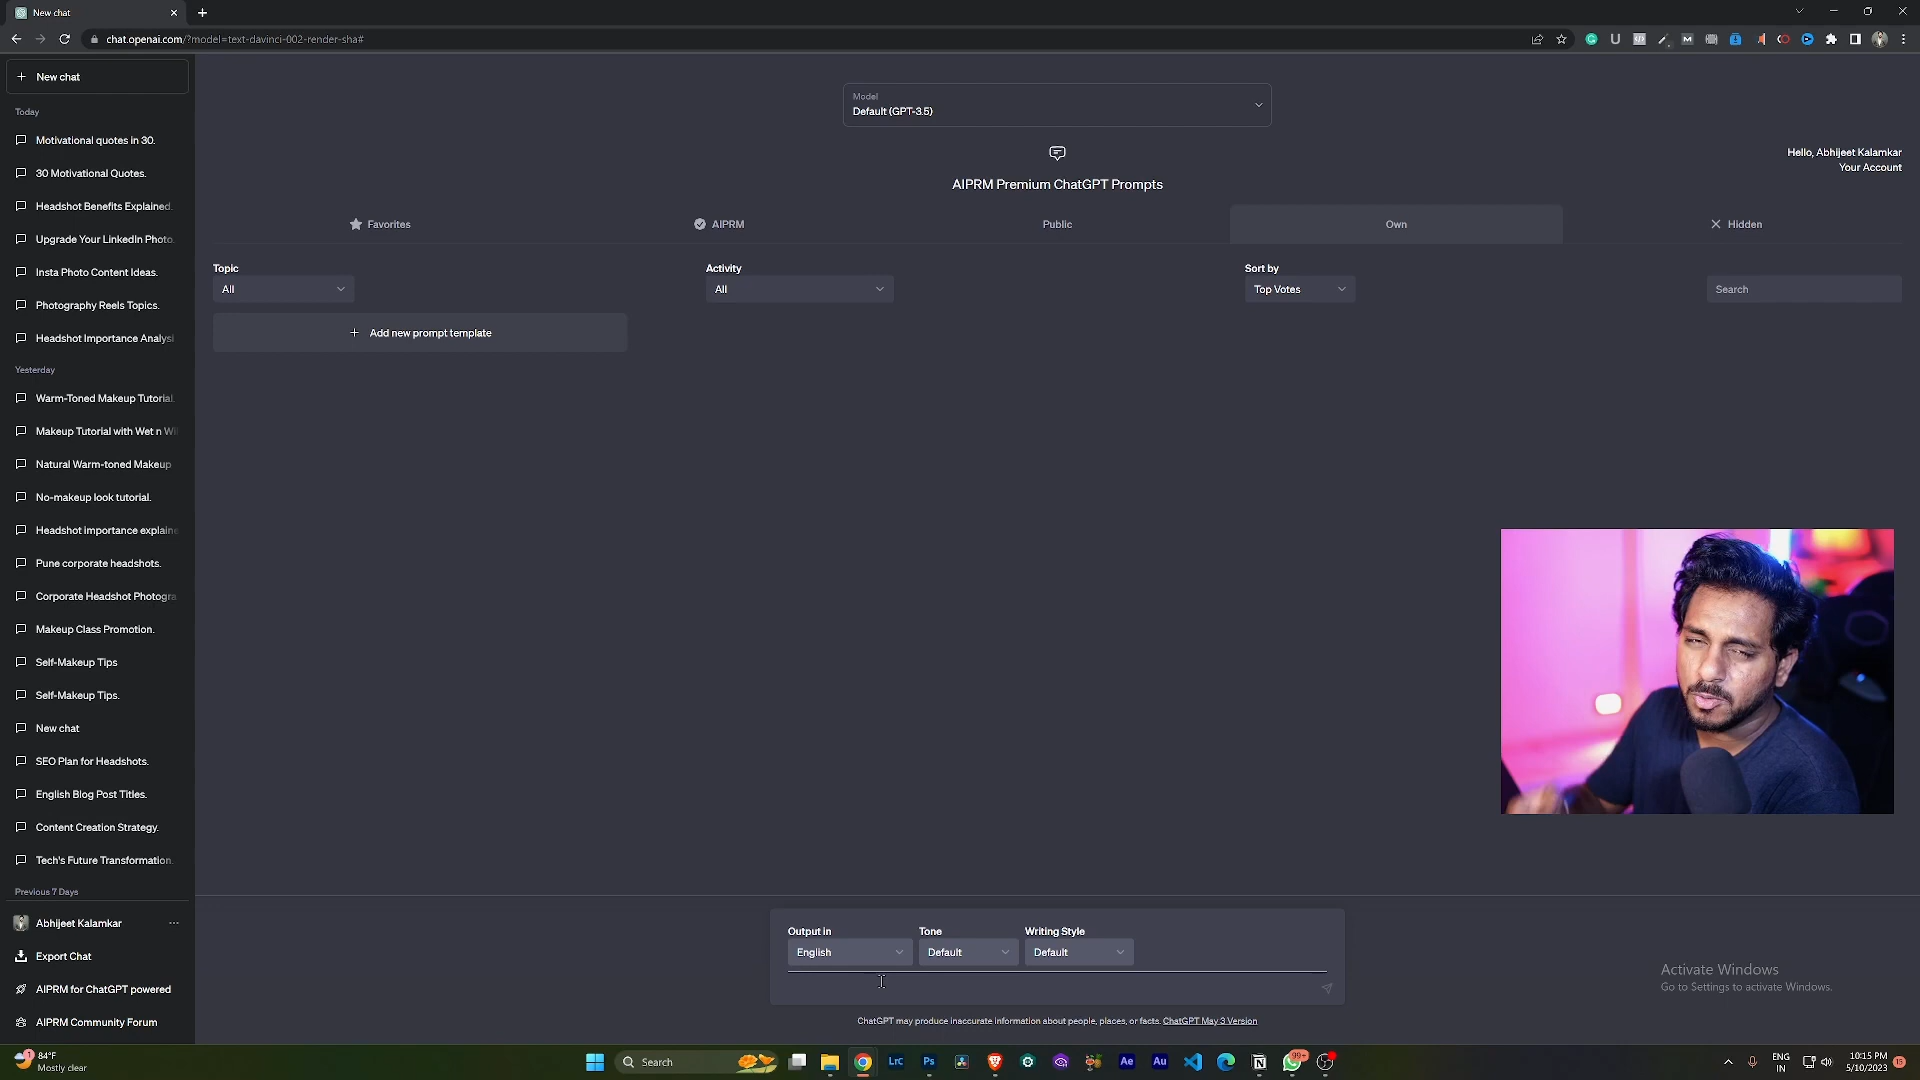 New chat
chat.openai.com/?model=text-davinci-002-render-sha#
New chat
Today
Motivational quotes in 30.
30 Motivational Quotes.
Headshot Benefits Explained.
Upgrade Your LinkedIn Photo
Insta Photo Content Ideas.
Photography Reels Topics.
Headshot Importance Analysi
Yesterday
Warm-Toned Makeup Tutorial.
Makeup Tutorial with Wet n Wi
Natural Warm-toned Makeup
No-makeup look tutorial.
Headshot importance explaine
Pune corporate headshots.
Corporate Headshot Photogra
Makeup Class Promotion.
Self-Makeup Tips
Self-Makeup Tips.
New chat
SEO Plan for Headshots.
English Blog Post Titles.
Content Creation Strategy.
Tech's Future Transformation.
Previous 7 Days
Abhijeet Kalamkar
Export Chat
AIPRM for ChatGPT powered
AIPRM Community Forum
Model
Default (GPT-3.5)
Hello, Abhijeet Kalamkar
Your Account
AIPRM Premium ChatGPT Prompts
Favorites AIPRM Public Own Hidden
Topic Activity Sort by
All All Top Votes Search
+ Add new prompt template
Output in Tone Writing Style
English Default Default
ChatGPT may produce inaccurate information about people, places, or facts. ChatGPT May 3 Version
Activate Windows
Go to Settings to activate Windows.
84°F
Mostly clear
Search
Lrc Ps Ae Au
99+
ENG
IN
10:15 PM
5/10/2023
15